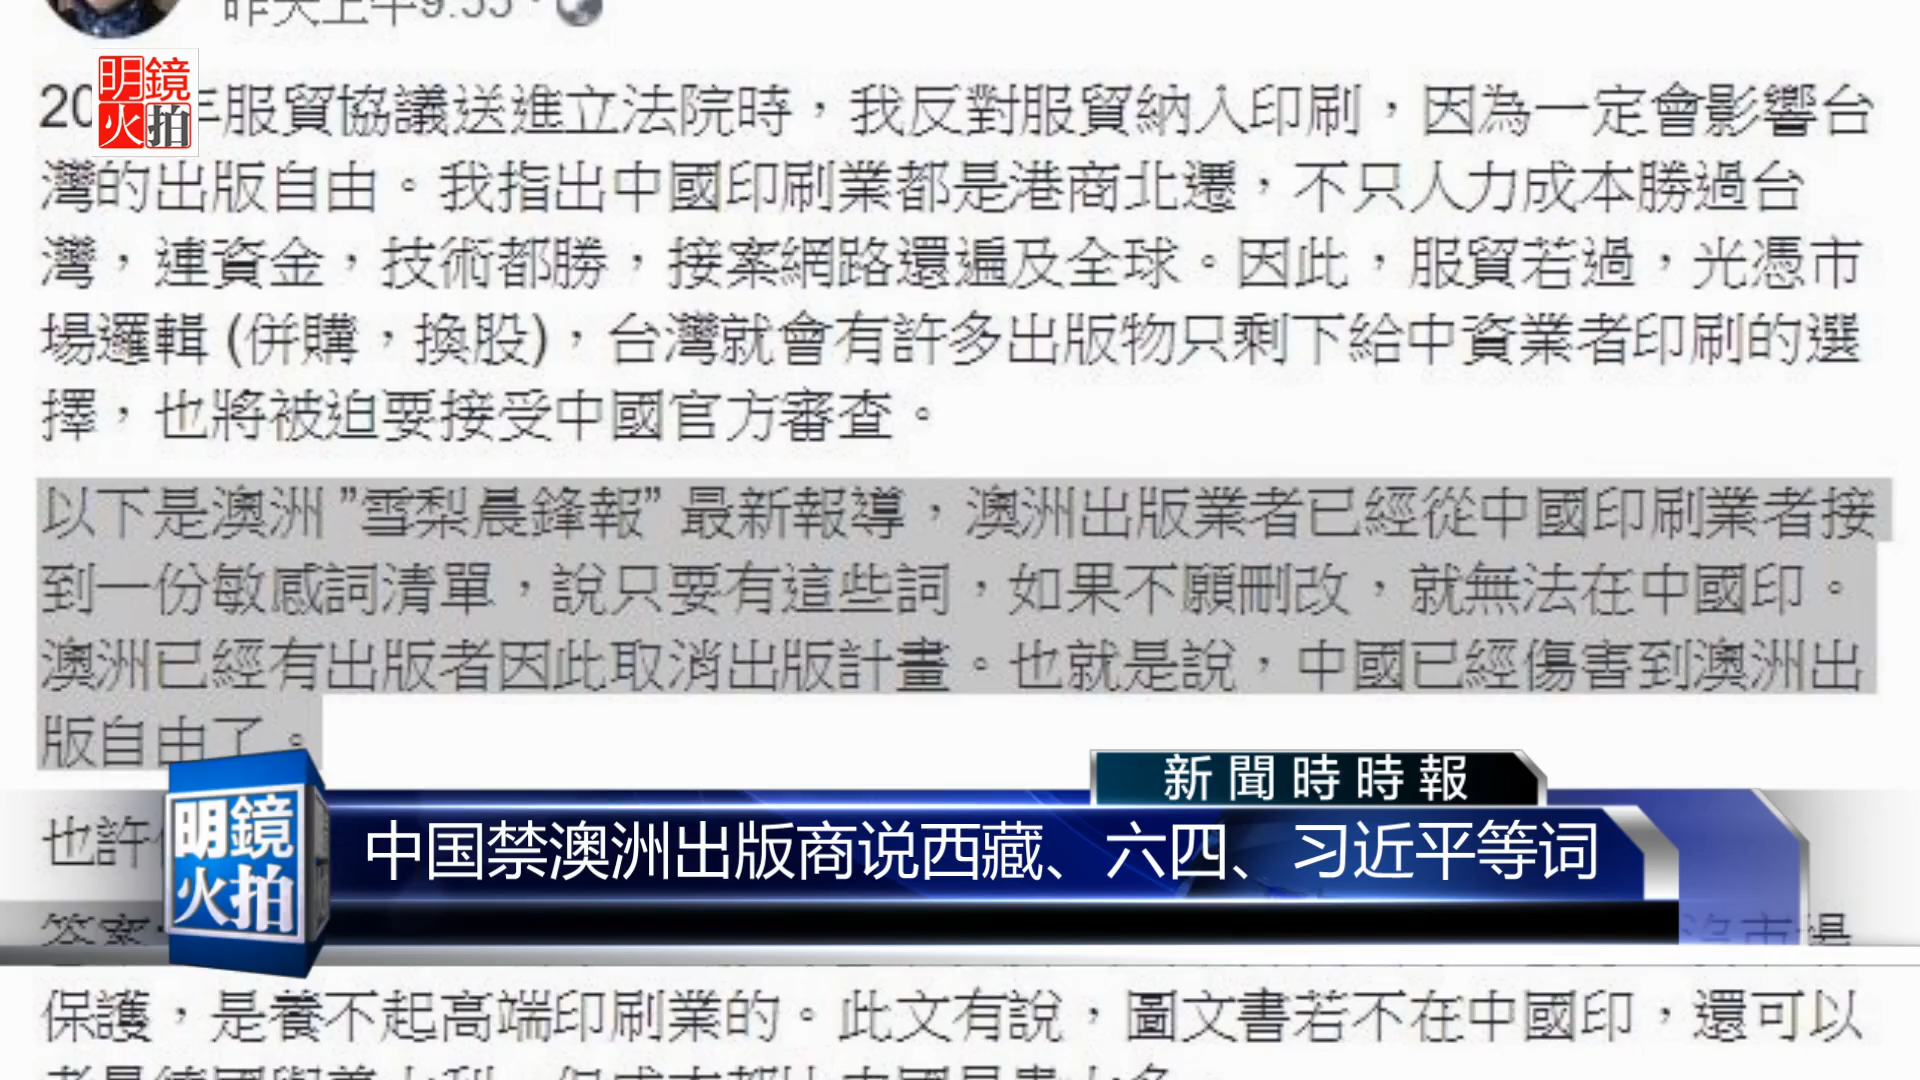 昨天上午9:55
明鏡
火拍
20 年服貿協議送進立法院時，我反對服貿納入印刷，因為一定會影響台
灣的出版自由。我指出中國印刷業都是港商北遷，不只人力成本勝過台
灣，連資金，技術都勝，接案網路還遍及全球。因此，服貿若過，光憑市
場邏輯 (併購，換股)，台灣就會有許多出版物只剩下給中資業者印刷的選
擇，也將被迫要接受中國官方審查。
以下是澳洲 ”雪梨晨鋒報” 最新報導，澳洲出版業者已經從中國印刷業者接
到一份敏感詞清單，說只要有這些詞，如果不願刪改，就無法在中國印。
澳洲已經有出版者因此取消出版計畫。也就是說，中國已經傷害到澳洲出
版自由了。
新聞時時報
也許
明鏡
火拍
中国禁澳洲出版商说西藏、六四、习近平等词
答案
市場
保護，是養不起高端印刷業的。此文有說，圖文書若不在中國印，還可以